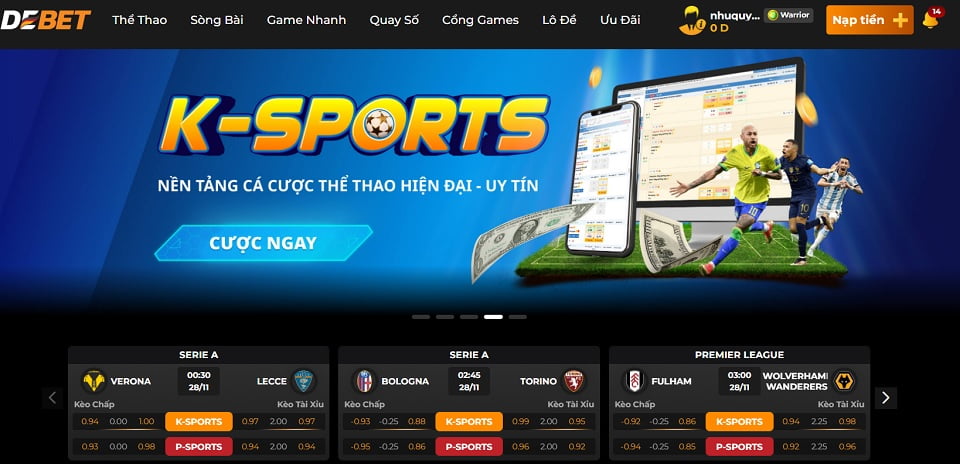 DEBET
Thể Thao Sòng Bài Game Nhanh Quay Số Cổng Games Lô Đề Ưu Đãi
nhuquy... Warrior
0 D
Nạp tiền +
14
K-SPORTS
NỀN TẢNG CÁ CƯỢC THỂ THAO HIỆN ĐẠI - UY TÍN
CƯỢC NGAY
SERIE A
VERONA 00:30 28/11 LECCE
Kèo Chấp Kèo Tài Xỉu
0.94 0.00 1.00 K-SPORTS 0.97 2.00 0.97
0.93 0.00 0.98 P-SPORTS 0.94 2.00 0.94
SERIE A
BOLOGNA 02:45 28/11 TORINO
Kèo Chấp Kèo Tài Xỉu
-0.93 -0.25 0.88 K-SPORTS 0.99 2.00 0.95
-0.95 -0.25 0.86 P-SPORTS 0.96 2.00 0.92
PREMIER LEAGUE
FULHAM 03:00 28/11 WOLVERHAM
WANDERERS
Kèo Chấp Kèo Tài Xỉu
-0.92 -0.25 0.86 K-SPORTS 0.94 2.25 0.98
-0.94 -0.25 0.85 P-SPORTS 0.92 2.25 0.96